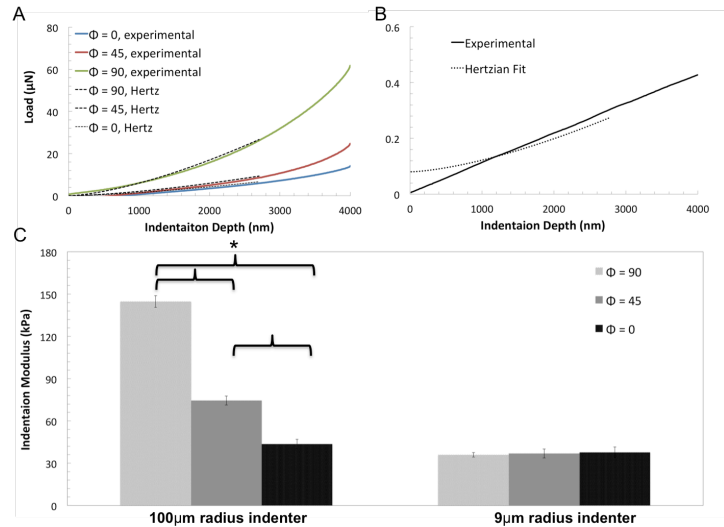 A
80
60
40
20
0
Load (µN)
Φ = 0, experimental
Φ = 45, experimental
Φ = 90, experimental
Φ = 90, Hertz
Φ = 45, Hertz
Φ = 0, Hertz
0 1000 2000 3000 4000
Indentaiton Depth (nm)
B
0.6
0.4
0.2
0
Experimental
Hertzian Fit
0 1000 2000 3000 4000
Indentaion Depth (nm)
C
180
150
120
90
60
30
0
Indentaion Modulus (kPa)
*
Φ = 90
Φ = 45
Φ = 0
100µm radius indenter
9µm radius indenter